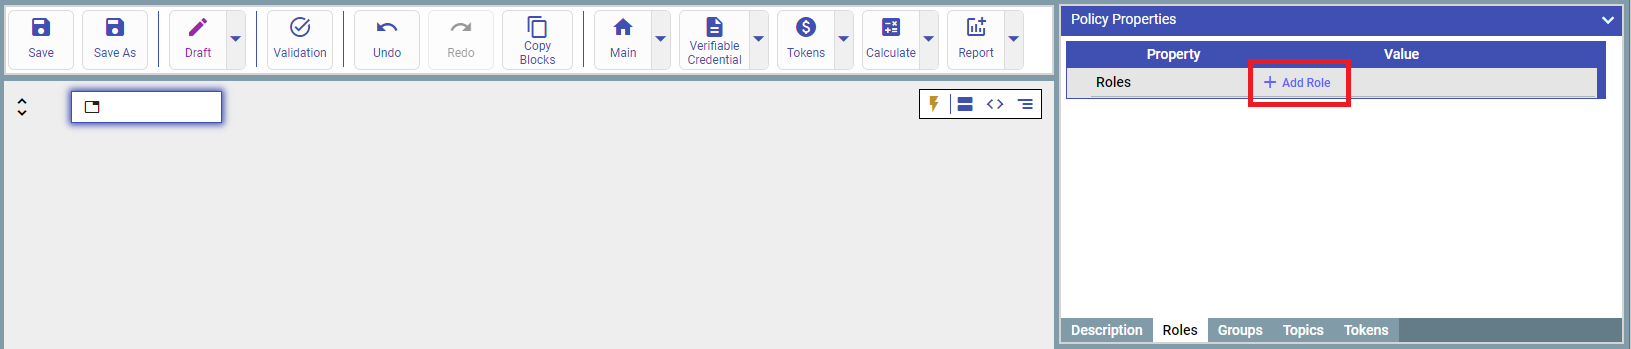 Save
Save As
Draft
Validation
Undo
Redo
Copy
Blocks
Main
Verifiable
Credential
Tokens
Calculate
Report
Policy Properties
Property Value
Roles + Add Role
Description Roles Groups Topics Tokens